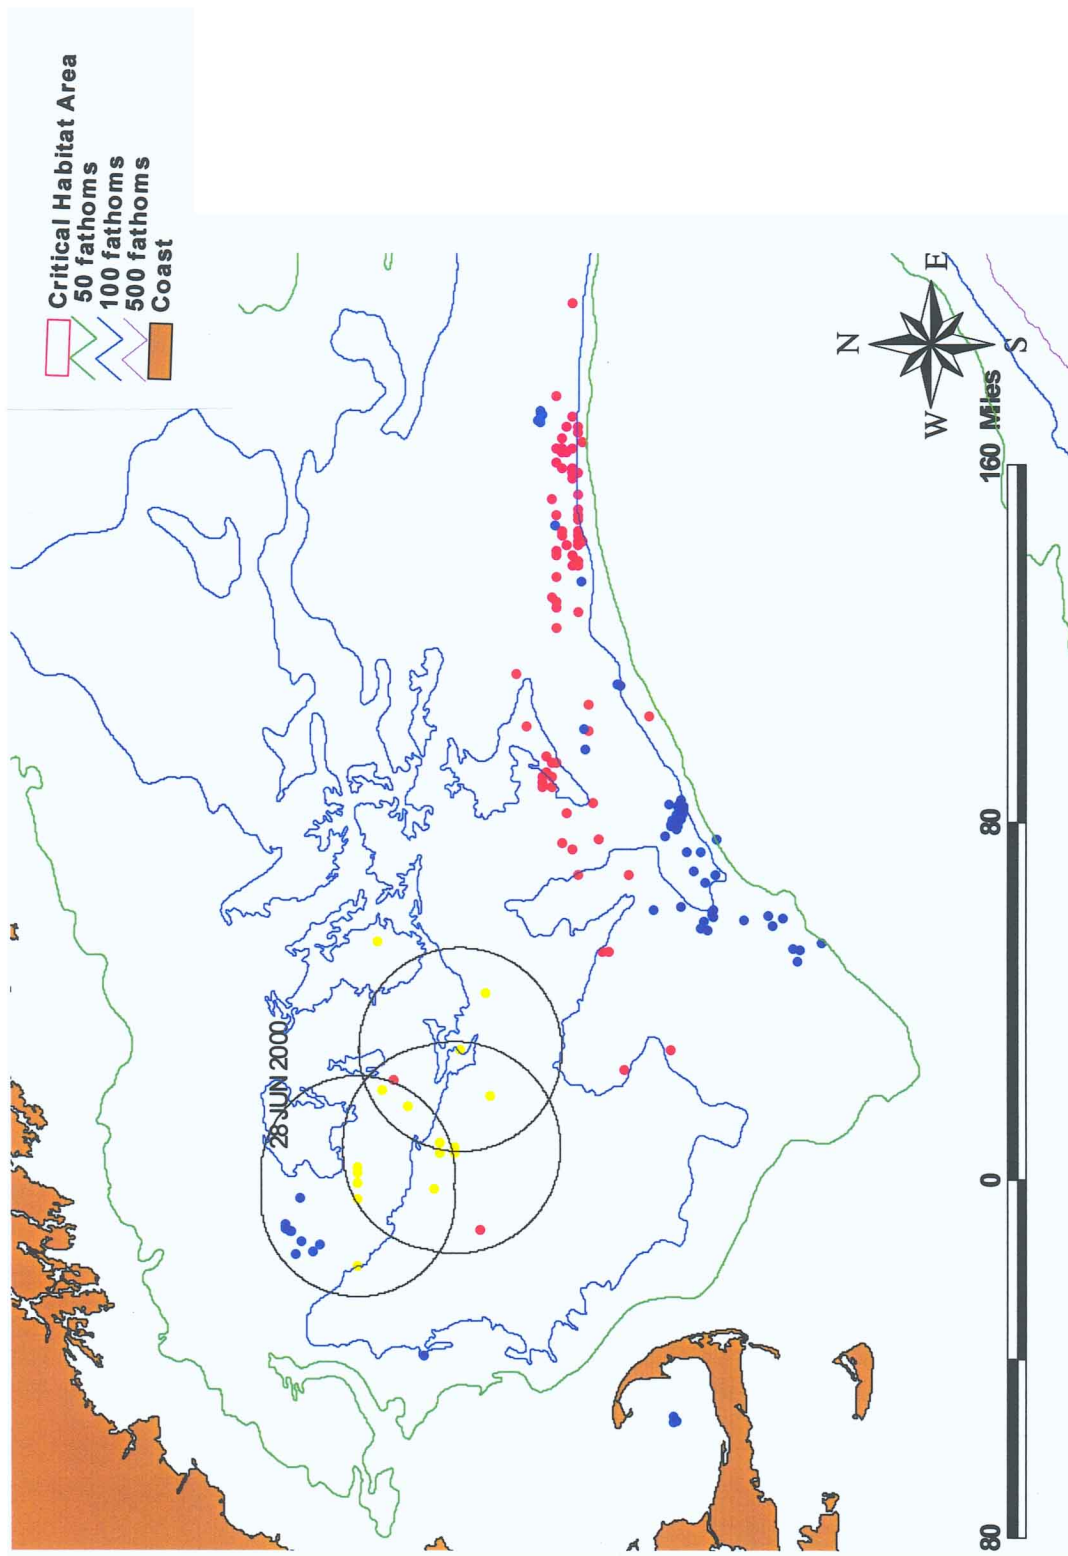 Critical Habitat Area
50 fathoms
100 fathoms
500 fathoms
Coast
28 JUN 2000
N
W
E
S
80
0
80
160 Miles